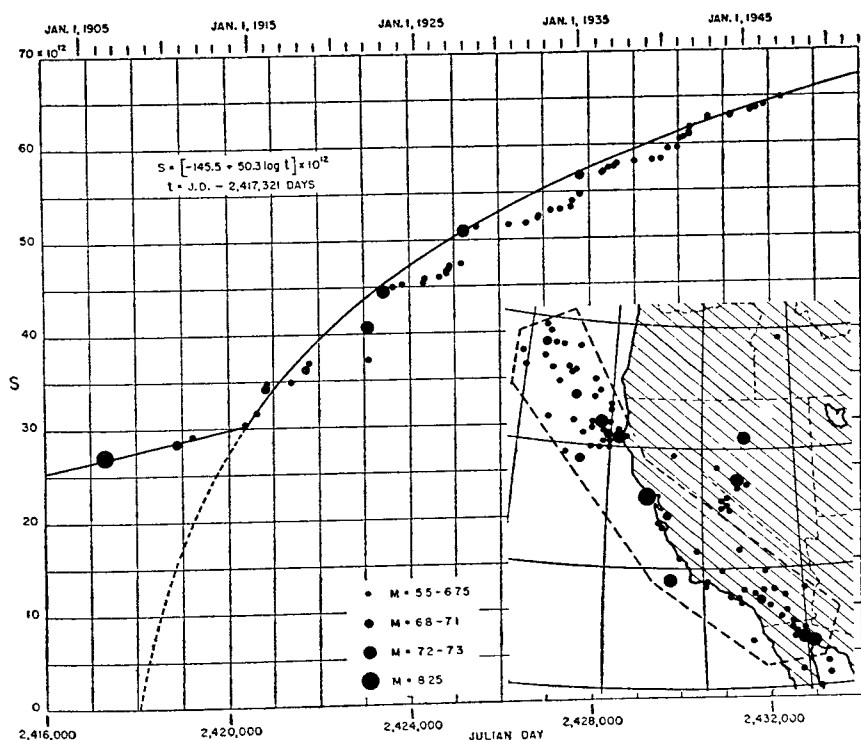 JAN. 1, 1905 JAN. 1, 1915 JAN. 1, 1925 JAN. 1, 1935 JAN. 1, 1945
70 × 10¹²
60
S = [-145.5 + 50.3 log t] × 10¹²
t = J.D. - 2,417,321 DAYS
50
40
S
30
20
M = 5.5 - 6.75
10
M = 6.8 - 7.1
M = 7.2 - 7.3
M = 8.25
0
2,416,000 2,420,000 2,424,000 2,428,000 2,432,000
JULIAN DAY